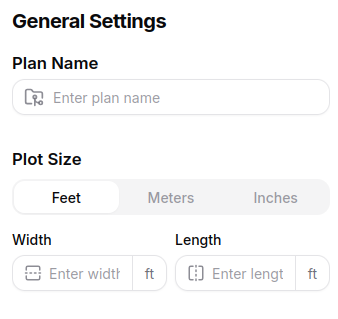 General Settings
Plan Name
Enter plan name
Plot Size
Feet Meters Inches
Width Length
Enter width ft Enter lengt ft